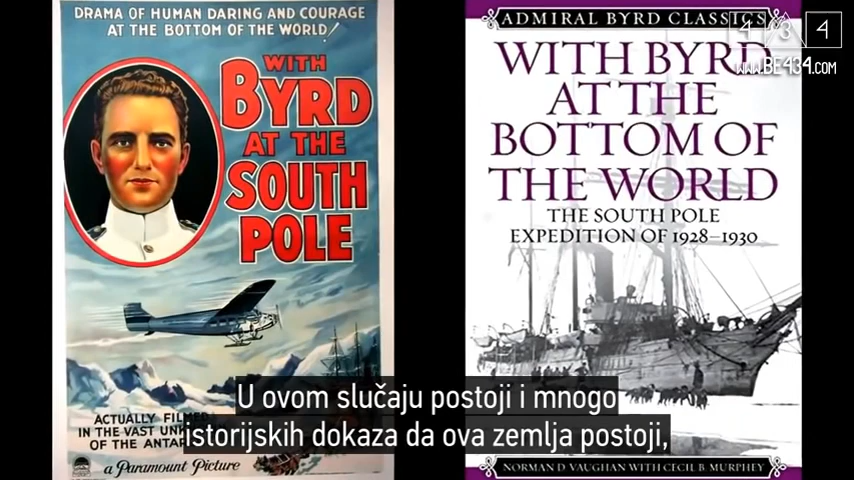 DRAMA OF HUMAN DARING AND COURAGE
AT THE BOTTOM OF THE WORLD!
WITH
BYRD
AT THE
SOUTH
POLE
ACTUALLY
IN THE VAST
OF THE
a Paramount Picture
ADMIRAL BYRD CLASSICS
4 3 4
www.BE434.com
WITH BYRD
AT THE
BOTTOM OF
THE WORLD
THE SOUTH POLE
EXPEDITION OF 1928–1930
NORMAN D. VAUGHAN WITH CECIL B. MURPHEY
U ovom slučaju postoji i mnogo
istorijskih dokaza da ova zemlja postoji,